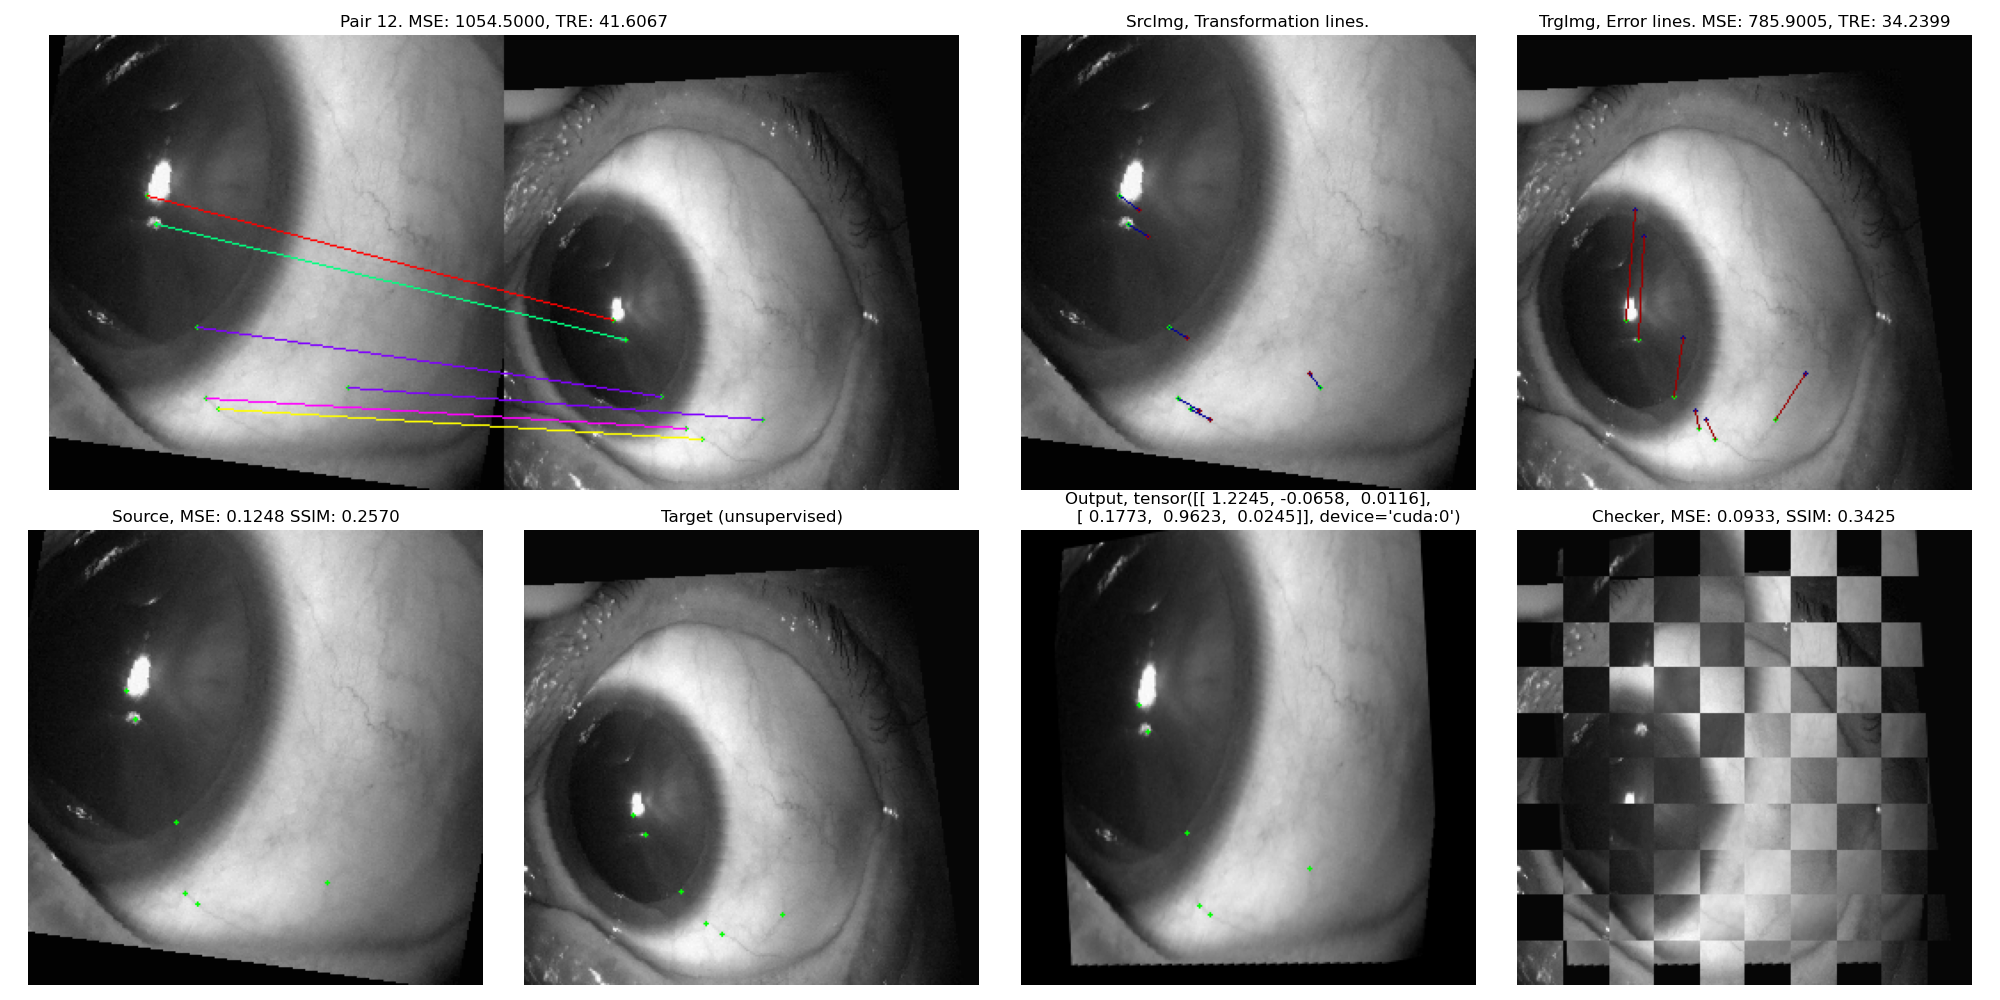 Pair 12. MSE: 1054.5000, TRE: 41.6067
SrcImg, Transformation lines.
TrgImg, Error lines. MSE: 785.9005, TRE: 34.2399
Source, MSE: 0.1248 SSIM: 0.2570
Target (unsupervised)
Output, tensor([[ 1.2245, -0.0658,  0.0116],
[ 0.1773,  0.9623,  0.0245]], device='cuda:0')
Checker, MSE: 0.0933, SSIM: 0.3425